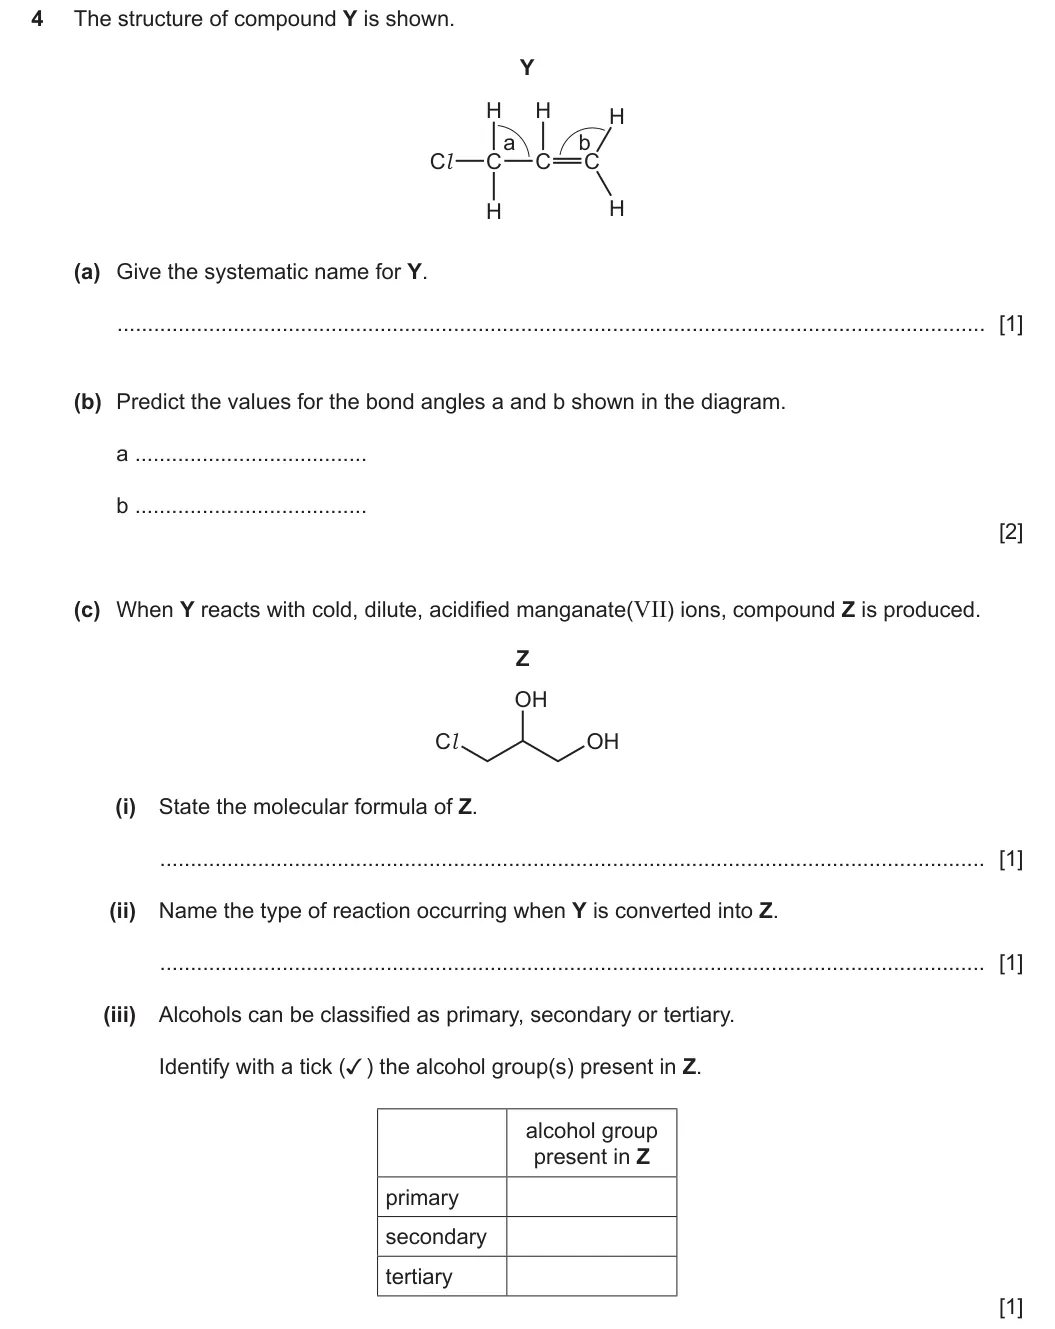 4 The structure of compound Y is shown.
Y
H H H
a b
Cl C C C
H H
(a) Give the systematic name for Y.
.............................................................................................................................................. [1]
(b) Predict the values for the bond angles a and b shown in the diagram.
a ......................................
b ......................................
[2]
(c) When Y reacts with cold, dilute, acidified manganate(VII) ions, compound Z is produced.
Z
OH
Cl OH
(i) State the molecular formula of Z.
....................................................................................................................................... [1]
(ii) Name the type of reaction occurring when Y is converted into Z.
....................................................................................................................................... [1]
(iii) Alcohols can be classified as primary, secondary or tertiary.
Identify with a tick (✓) the alcohol group(s) present in Z.
alcohol group
present in Z
primary
secondary
tertiary
[1]